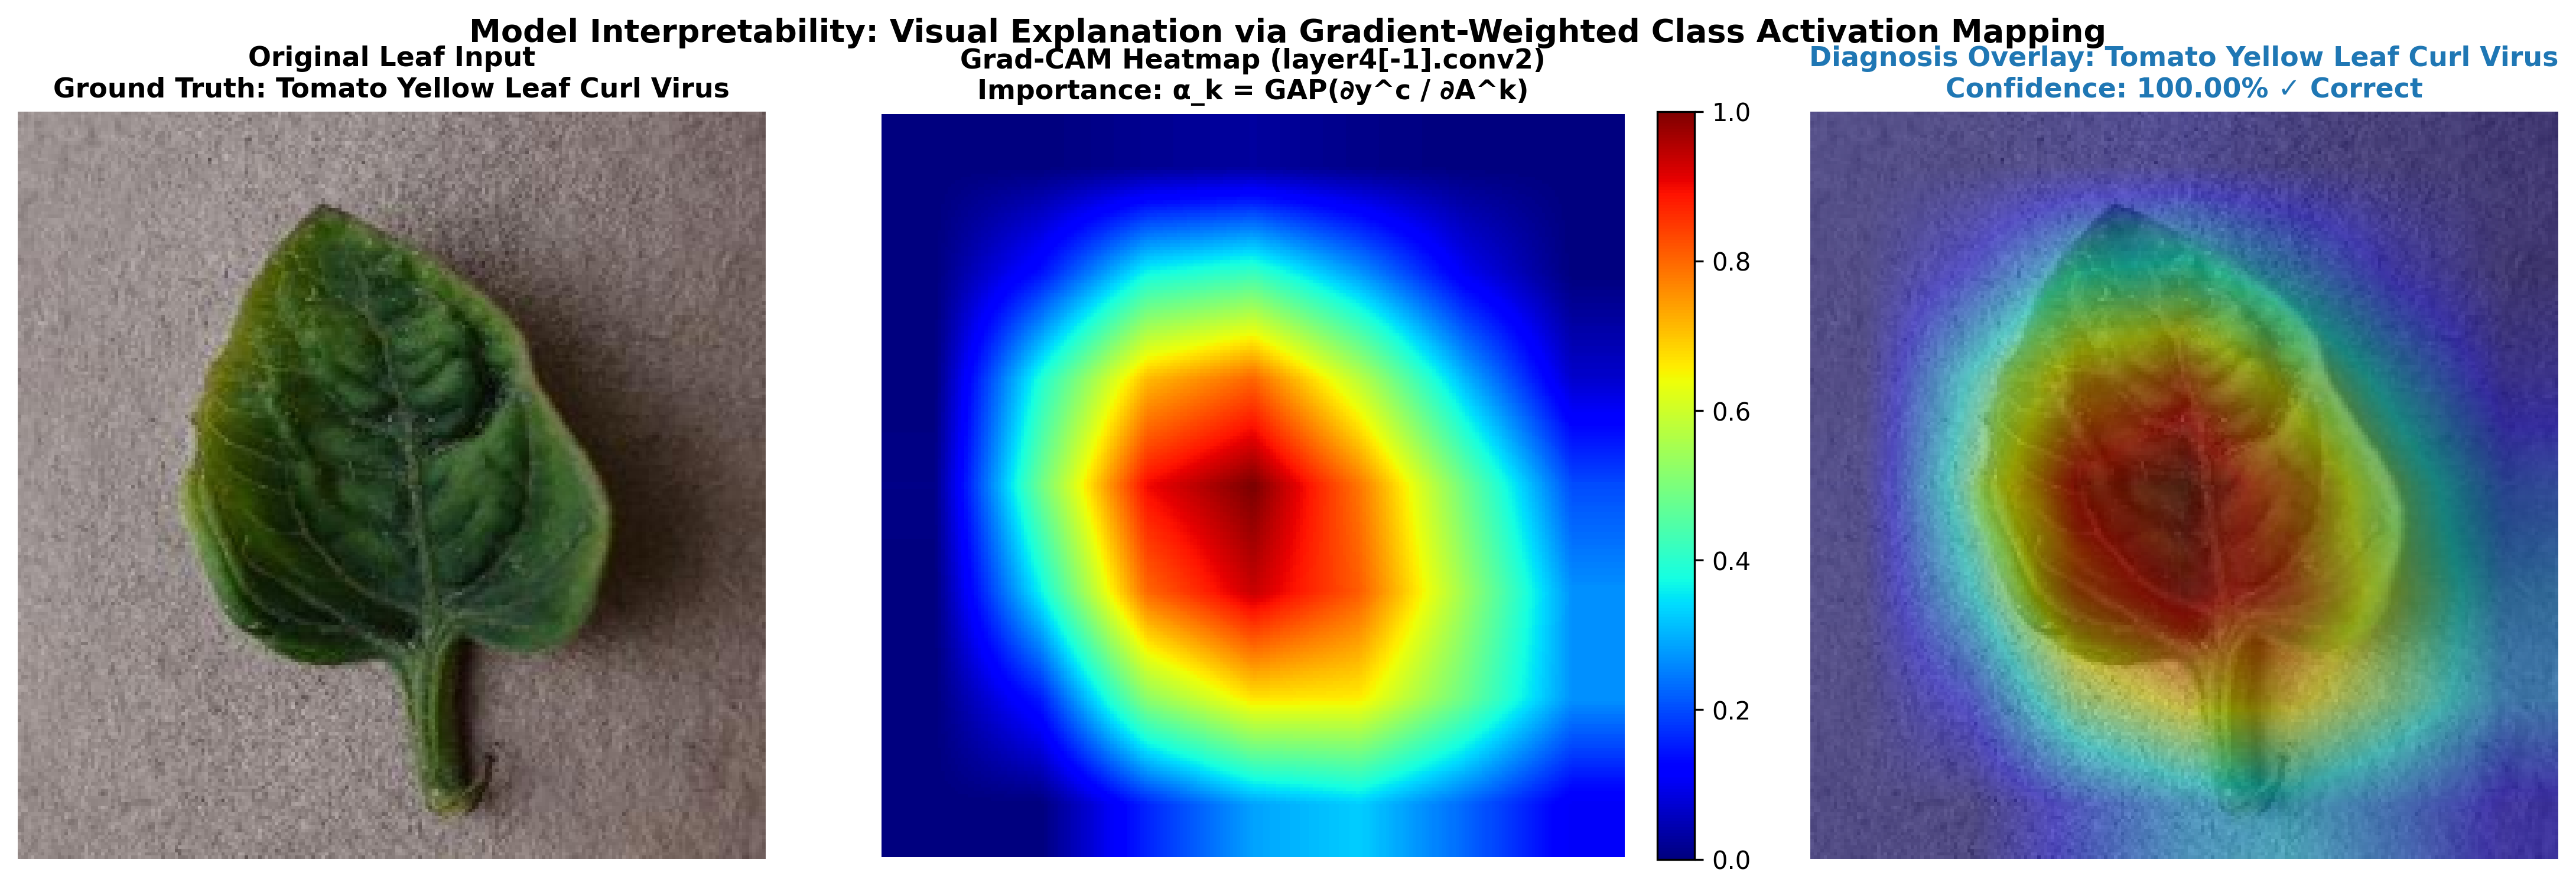 Model Interpretability: Visual Explanation via Gradient-Weighted Class Activation Mapping
Original Leaf Input
Ground Truth: Tomato Yellow Leaf Curl Virus
Grad-CAM Heatmap (layer4[-1].conv2)
Importance: α_k = GAP(∂y^c / ∂A^k)
1.0
0.8
0.6
0.4
0.2
0.0
Diagnosis Overlay: Tomato Yellow Leaf Curl Virus
Confidence: 100.00% ✓ Correct